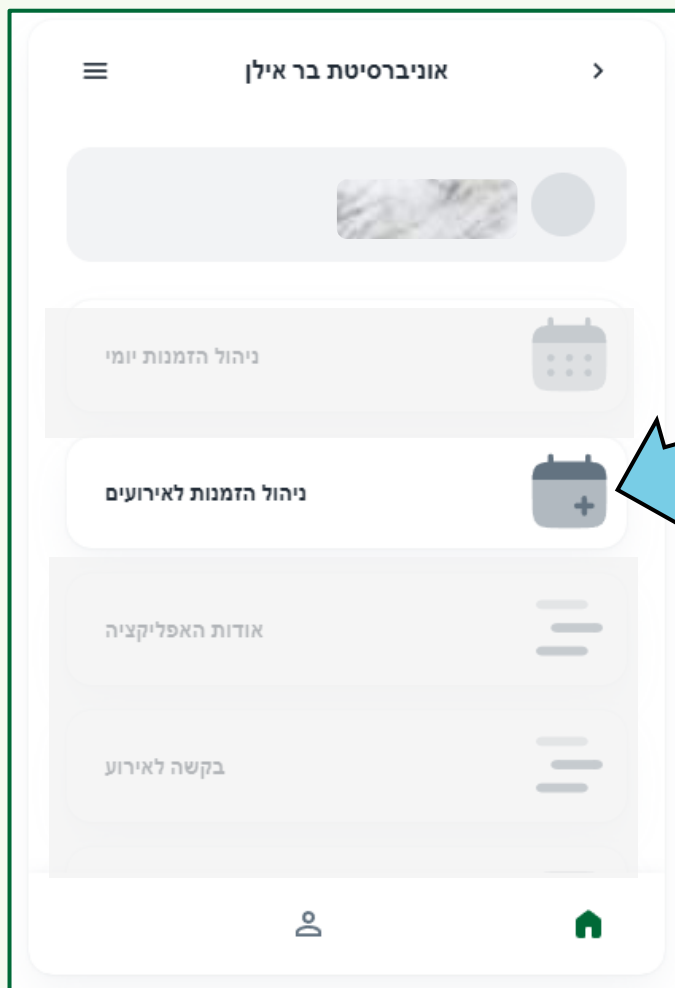 אוניברסיטת בר אילן
ניהול הזמנות יומי
ניהול הזמנות לאירועים
אודות האפליקציה
בקשה לאירוע